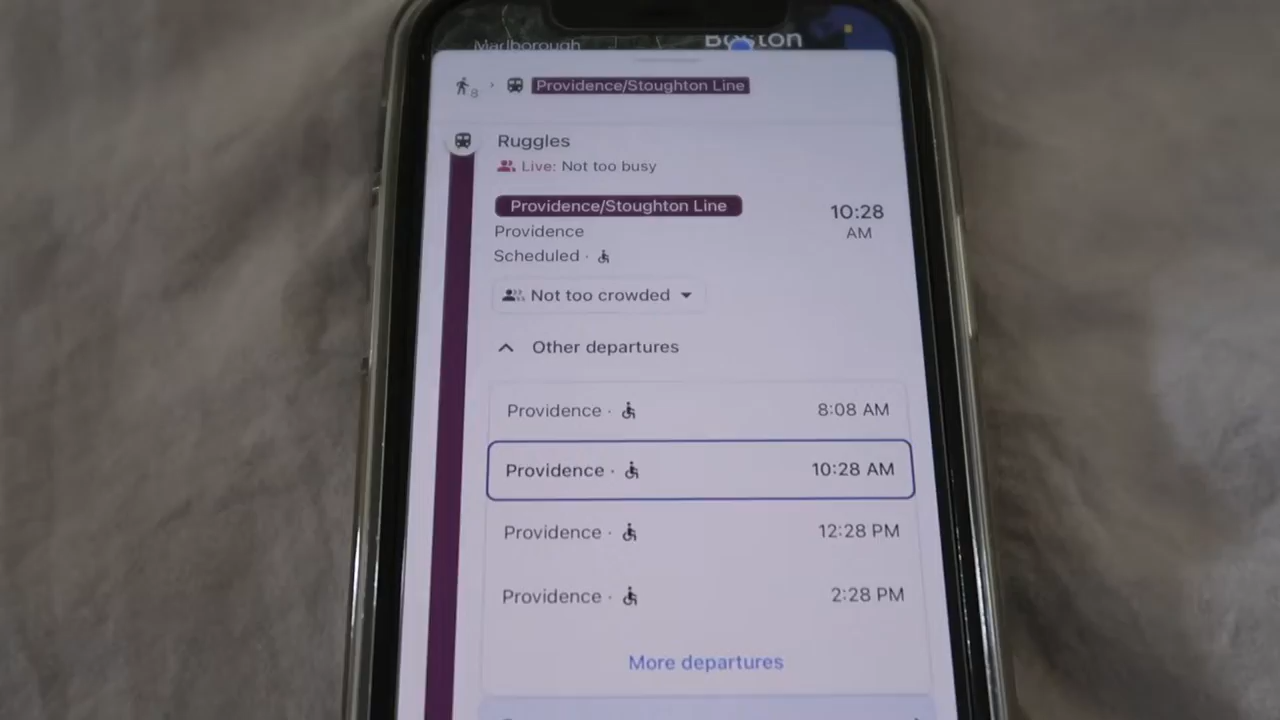 Marlborough
Boston
8 Providence/Stoughton Line
Ruggles
Live: Not too busy
Providence/Stoughton Line
10:28
Providence
AM
Scheduled ·
Not too crowded
Other departures
Providence · 8:08 AM
Providence · 10:28 AM
Providence · 12:28 PM
Providence · 2:28 PM
More departures